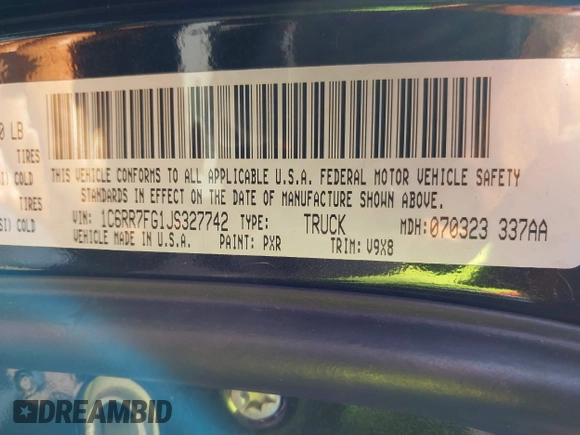 0 LB
TIRES
I) COLD
TIRES
SI) COLD
THIS VEHICLE CONFORMS TO ALL APPLICABLE U.S.A. FEDERAL MOTOR VEHICLE SAFETY
STANDARDS IN EFFECT ON THE DATE OF MANUFACTURE SHOWN ABOVE.
VIN: 1C6RR7FG1JS327742 TYPE: TRUCK MDH: 070323 337AA
VEHICLE MADE IN U.S.A. PAINT: PXR TRIM: V9X8
DREAMBID